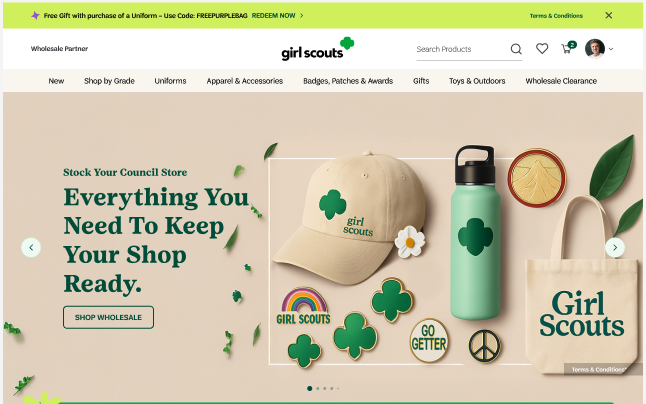 Free Gift with purchase of a Uniform – Use Code: FREEPURPLEBAG REDEEM NOW
Terms & Conditions
Wholesale Partner
girl scouts
Search Products
2
New
Shop by Grade
Uniforms
Apparel & Accessories
Badges, Patches & Awards
Gifts
Toys & Outdoors
Wholesale Clearance
Stock Your Council Store
Everything You
Need To Keep
Your Shop
Ready.
SHOP WHOLESALE
girl
scouts
GIRL SCOUTS
GO
GETTER
Girl
Scouts
Terms & Conditions*